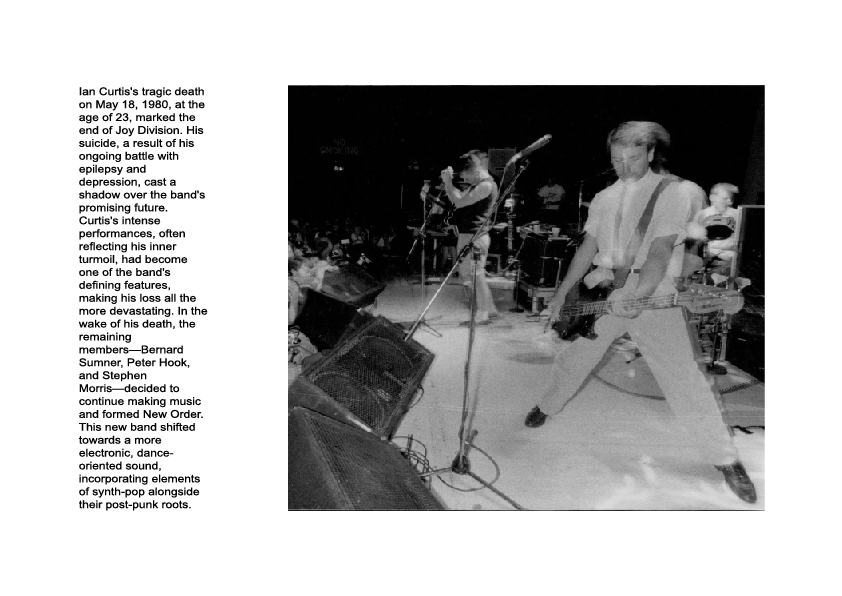 Ian Curtis's tragic death
on May 18, 1980, at the
age of 23, marked the
end of Joy Division. His
suicide, a result of his
ongoing battle with
epilepsy and
depression, cast a
shadow over the band's
promising future.
Curtis's intense
performances, often
reflecting his inner
turmoil, had become
one of the band's
defining features,
making his loss all the
more devastating. In the
wake of his death, the
remaining
members—Bernard
Sumner, Peter Hook,
and Stephen
Morris—decided to
continue making music
and formed New Order.
This new band shifted
towards a more
electronic, dance-
oriented sound,
incorporating elements
of synth-pop alongside
their post-punk roots.
NO
SMOKING